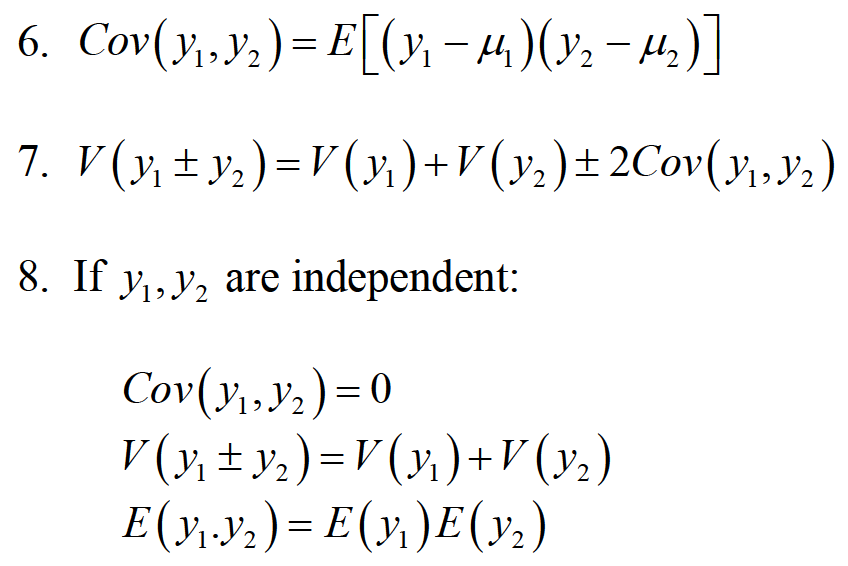 6. Cov(y₁, y₂) = E[(y₁ − μ₁)(y₂ − μ₂)]
7. V(y₁ ± y₂) = V(y₁) + V(y₂) ± 2Cov(y₁, y₂)
8. If y₁, y₂ are independent:
Cov(y₁, y₂) = 0
V(y₁ ± y₂) = V(y₁) + V(y₂)
E(y₁.y₂) = E(y₁)E(y₂)